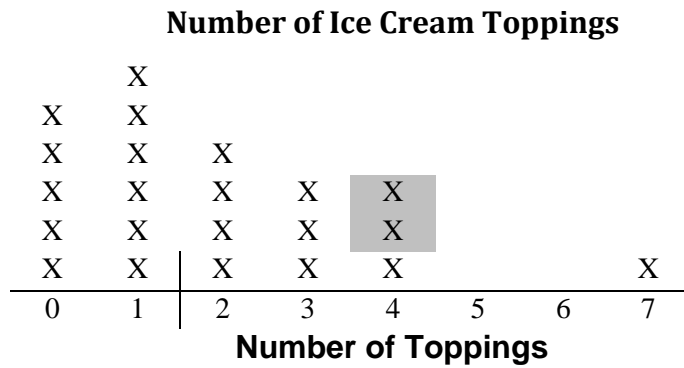 Number of Ice Cream Toppings
X
X X
X X X
X X X X X
X X X X X
X X X X X X
0 1 2 3 4 5 6 7
Number of Toppings